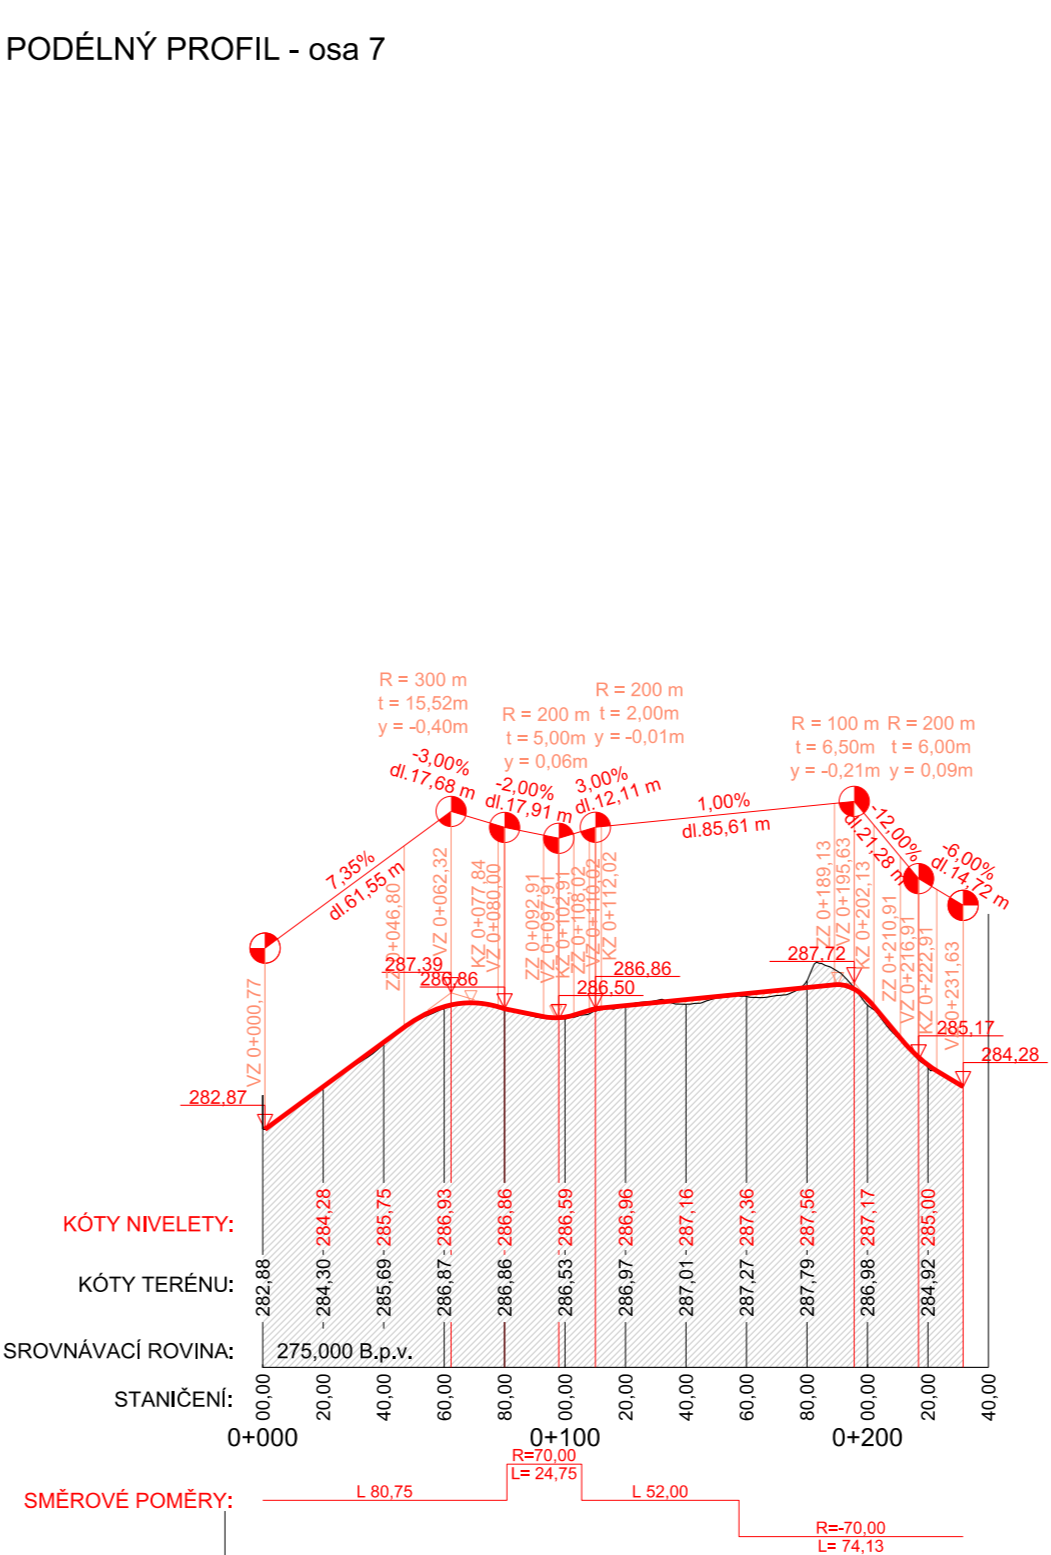 PODÉLNÝ PROFIL - osa 7
R = 300 m
t = 15,52m
y = -0,40m
R = 200 m
t = 5,00m
y = 0,06m
R = 200 m
t = 2,00m
y = -0,01m
R = 100 m
t = 6,50m
y = -0,21m
R = 200 m
t = 6,00m
y = 0,09m
7,35%
dl.61,55 m
-3,00%
dl.17,68 m
-2,00%
dl.17,91 m
3,00%
dl.12,11 m
1,00%
dl.85,61 m
-12,00%
dl.21,28 m
-6,00%
dl.14,72 m
VZ 0+000,77
ZZ 0+046,80
VZ 0+062,32
KZ 0+077,84
VZ 0+080,00
ZZ 0+092,91
VZ 0+097,91
KZ 0+102,91
ZZ 0+108,02
VZ 0+110,02
KZ 0+112,02
ZZ 0+189,13
VZ 0+195,63
KZ 0+202,13
ZZ 0+210,91
VZ 0+216,91
KZ 0+222,91
VZ 0+231,63
282,87
287,39
286,86
286,50
286,86
287,72
285,17
284,28
KÓTY NIVELETY: 284,28 285,75 286,93 286,86 286,59 286,96 287,16 287,36 287,56 287,17 285,00
KÓTY TERÉNU: 282,88 284,30 285,69 286,87 286,86 286,53 286,97 287,01 287,27 287,79 286,98 284,92
SROVNÁVACÍ ROVINA: 275,000 B.p.v.
STANIČENÍ: 00,00 20,00 40,00 60,00 80,00 00,00 20,00 40,00 60,00 80,00 00,00 20,00 40,00
0+000 0+100 0+200
SMĚROVÉ POMĚRY: L 80,75
R=70,00
L= 24,75
L 52,00
R=-70,00
L= 74,13